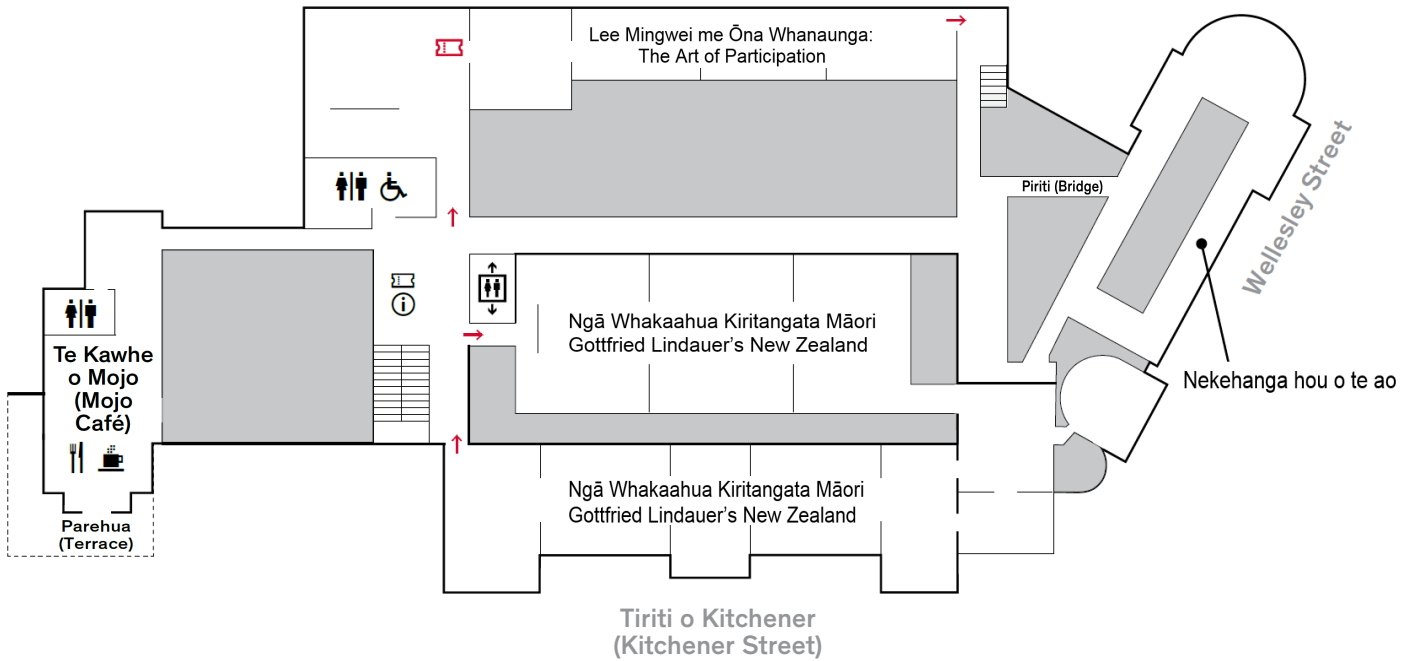 Lee Mingwei me Ōna Whanaunga:
The Art of Participation
Piriti (Bridge)
Wellesley Street
Ngā Whakaahua Kiritangata Māori
Gottfried Lindauer's New Zealand
Te Kawhe
o Mojo
(Mojo
Café)
Nekehanga hou o te ao
Ngā Whakaahua Kiritangata Māori
Gottfried Lindauer's New Zealand
Parehua
(Terrace)
Tiriti o Kitchener
(Kitchener Street)